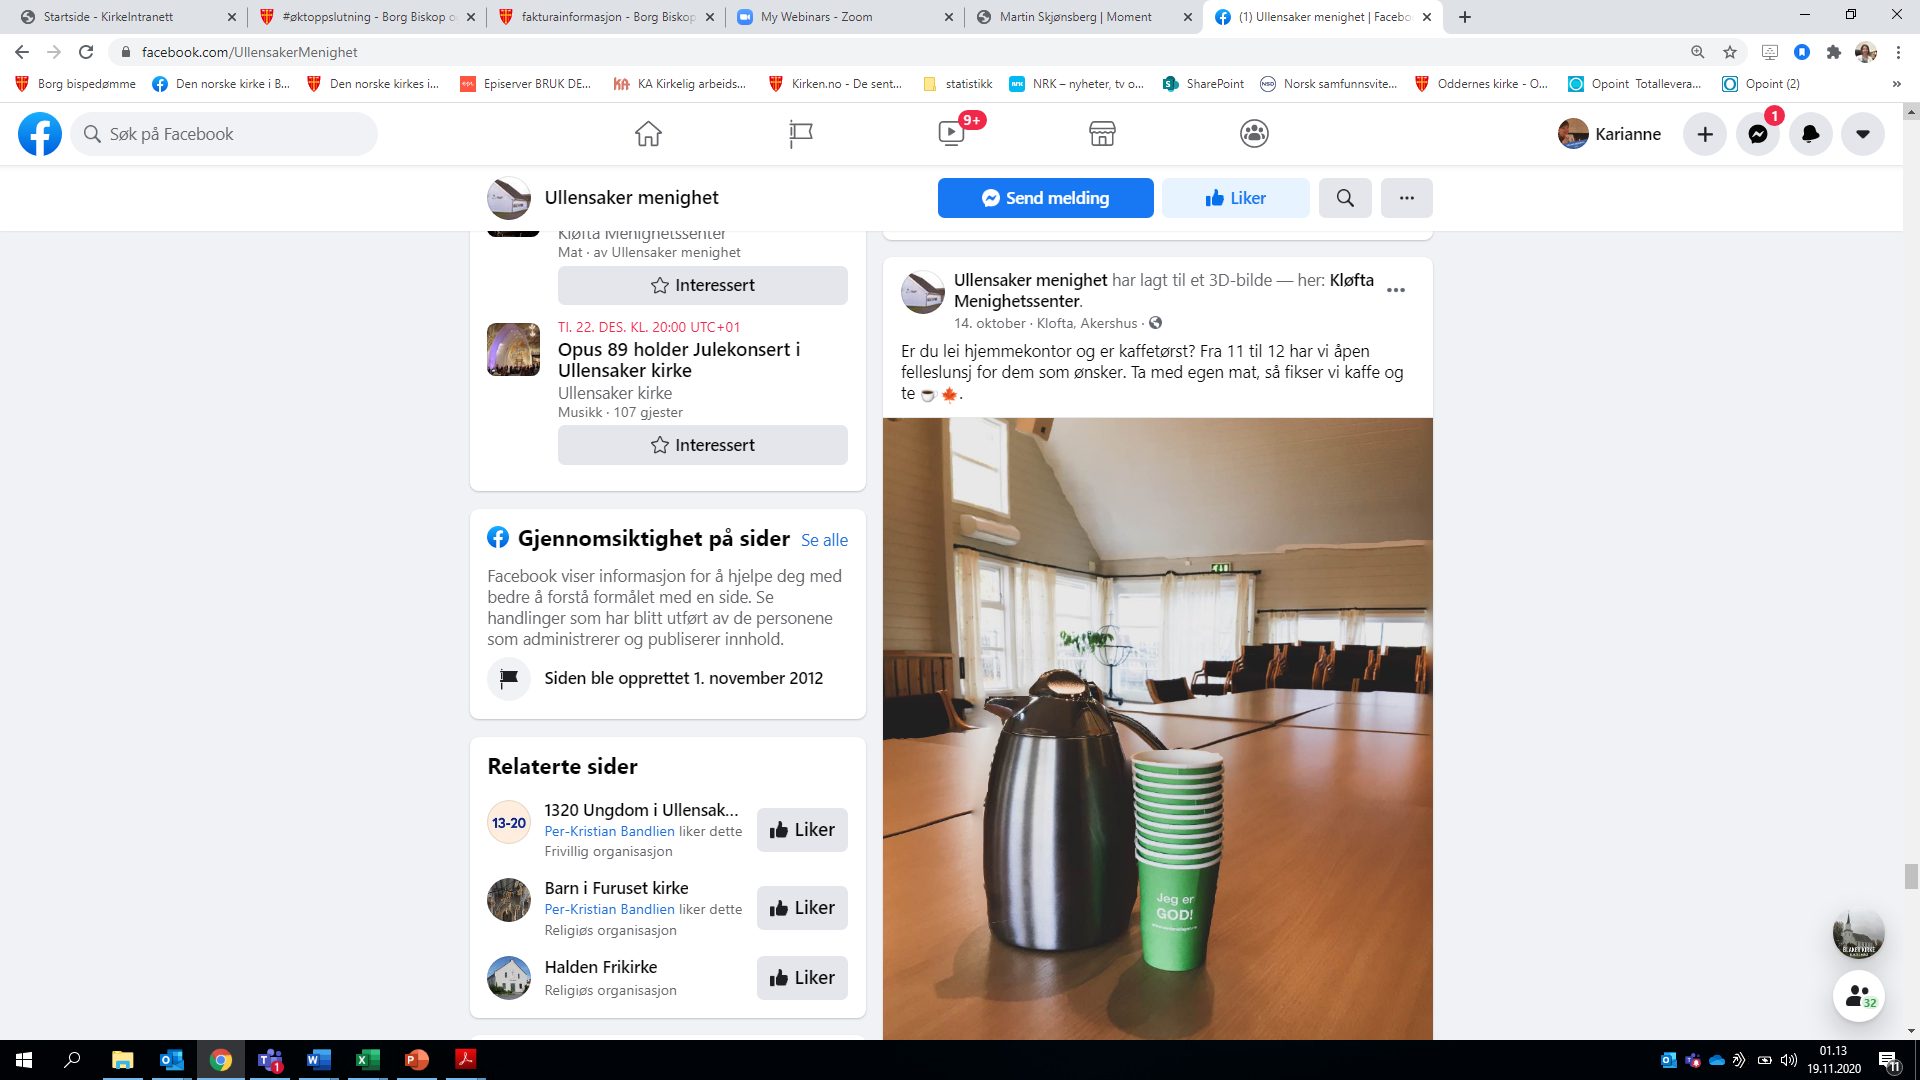 Startside - KirkeIntranett
#øktoppslutning - Borg Biskop o
fakturainformasjon - Borg Biskop
My Webinars - Zoom
Martin Skjønsberg | Moment
(1) Ullensaker menighet | Facebo
facebook.com/UllensakerMenighet
Borg bispedømme
Den norske kirke i B...
Den norske kirkes i...
Episerver BRUK DE...
KA Kirkelig arbeids...
Kirken.no - De sent...
statistikk
NRK – nyheter, tv o...
SharePoint
Norsk samfunnsvite...
Oddernes kirke - O...
Opoint Totallevera...
Opoint (2)
»
Søk på Facebook
9+
Karianne
1
Ullensaker menighet
Send melding
Liker
Kløfta Menighetssenter
Mat · av Ullensaker menighet
Interessert
TI. 22. DES. KL. 20:00 UTC+01
Opus 89 holder Julekonsert i
Ullensaker kirke
Ullensaker kirke
Musikk · 107 gjester
Interessert
Gjennomsiktighet på sider Se alle
Facebook viser informasjon for å hjelpe deg med
bedre å forstå formålet med en side. Se
handlinger som har blitt utført av de personene
som administrerer og publiserer innhold.
Siden ble opprettet 1. november 2012
Relaterte sider
13-20
1320 Ungdom i Ullensak...
Per-Kristian Bandlien liker dette
Frivillig organisasjon
Liker
Barn i Furuset kirke
Per-Kristian Bandlien liker dette
Religiøs organisasjon
Liker
Halden Frikirke
Religiøs organisasjon
Liker
Ullensaker menighet har lagt til et 3D-bilde — her: Kløfta
Menighetssenter.
14. oktober · Klofta, Akershus ·
Er du lei hjemmekontor og er kaffetørst? Fra 11 til 12 har vi åpen
felleslunsj for dem som ønsker. Ta med egen mat, så fikser vi kaffe og
te ☕🍁.
Jeg er
GOD!
BLAKER KIRKE
32
1
01.13
19.11.2020
11